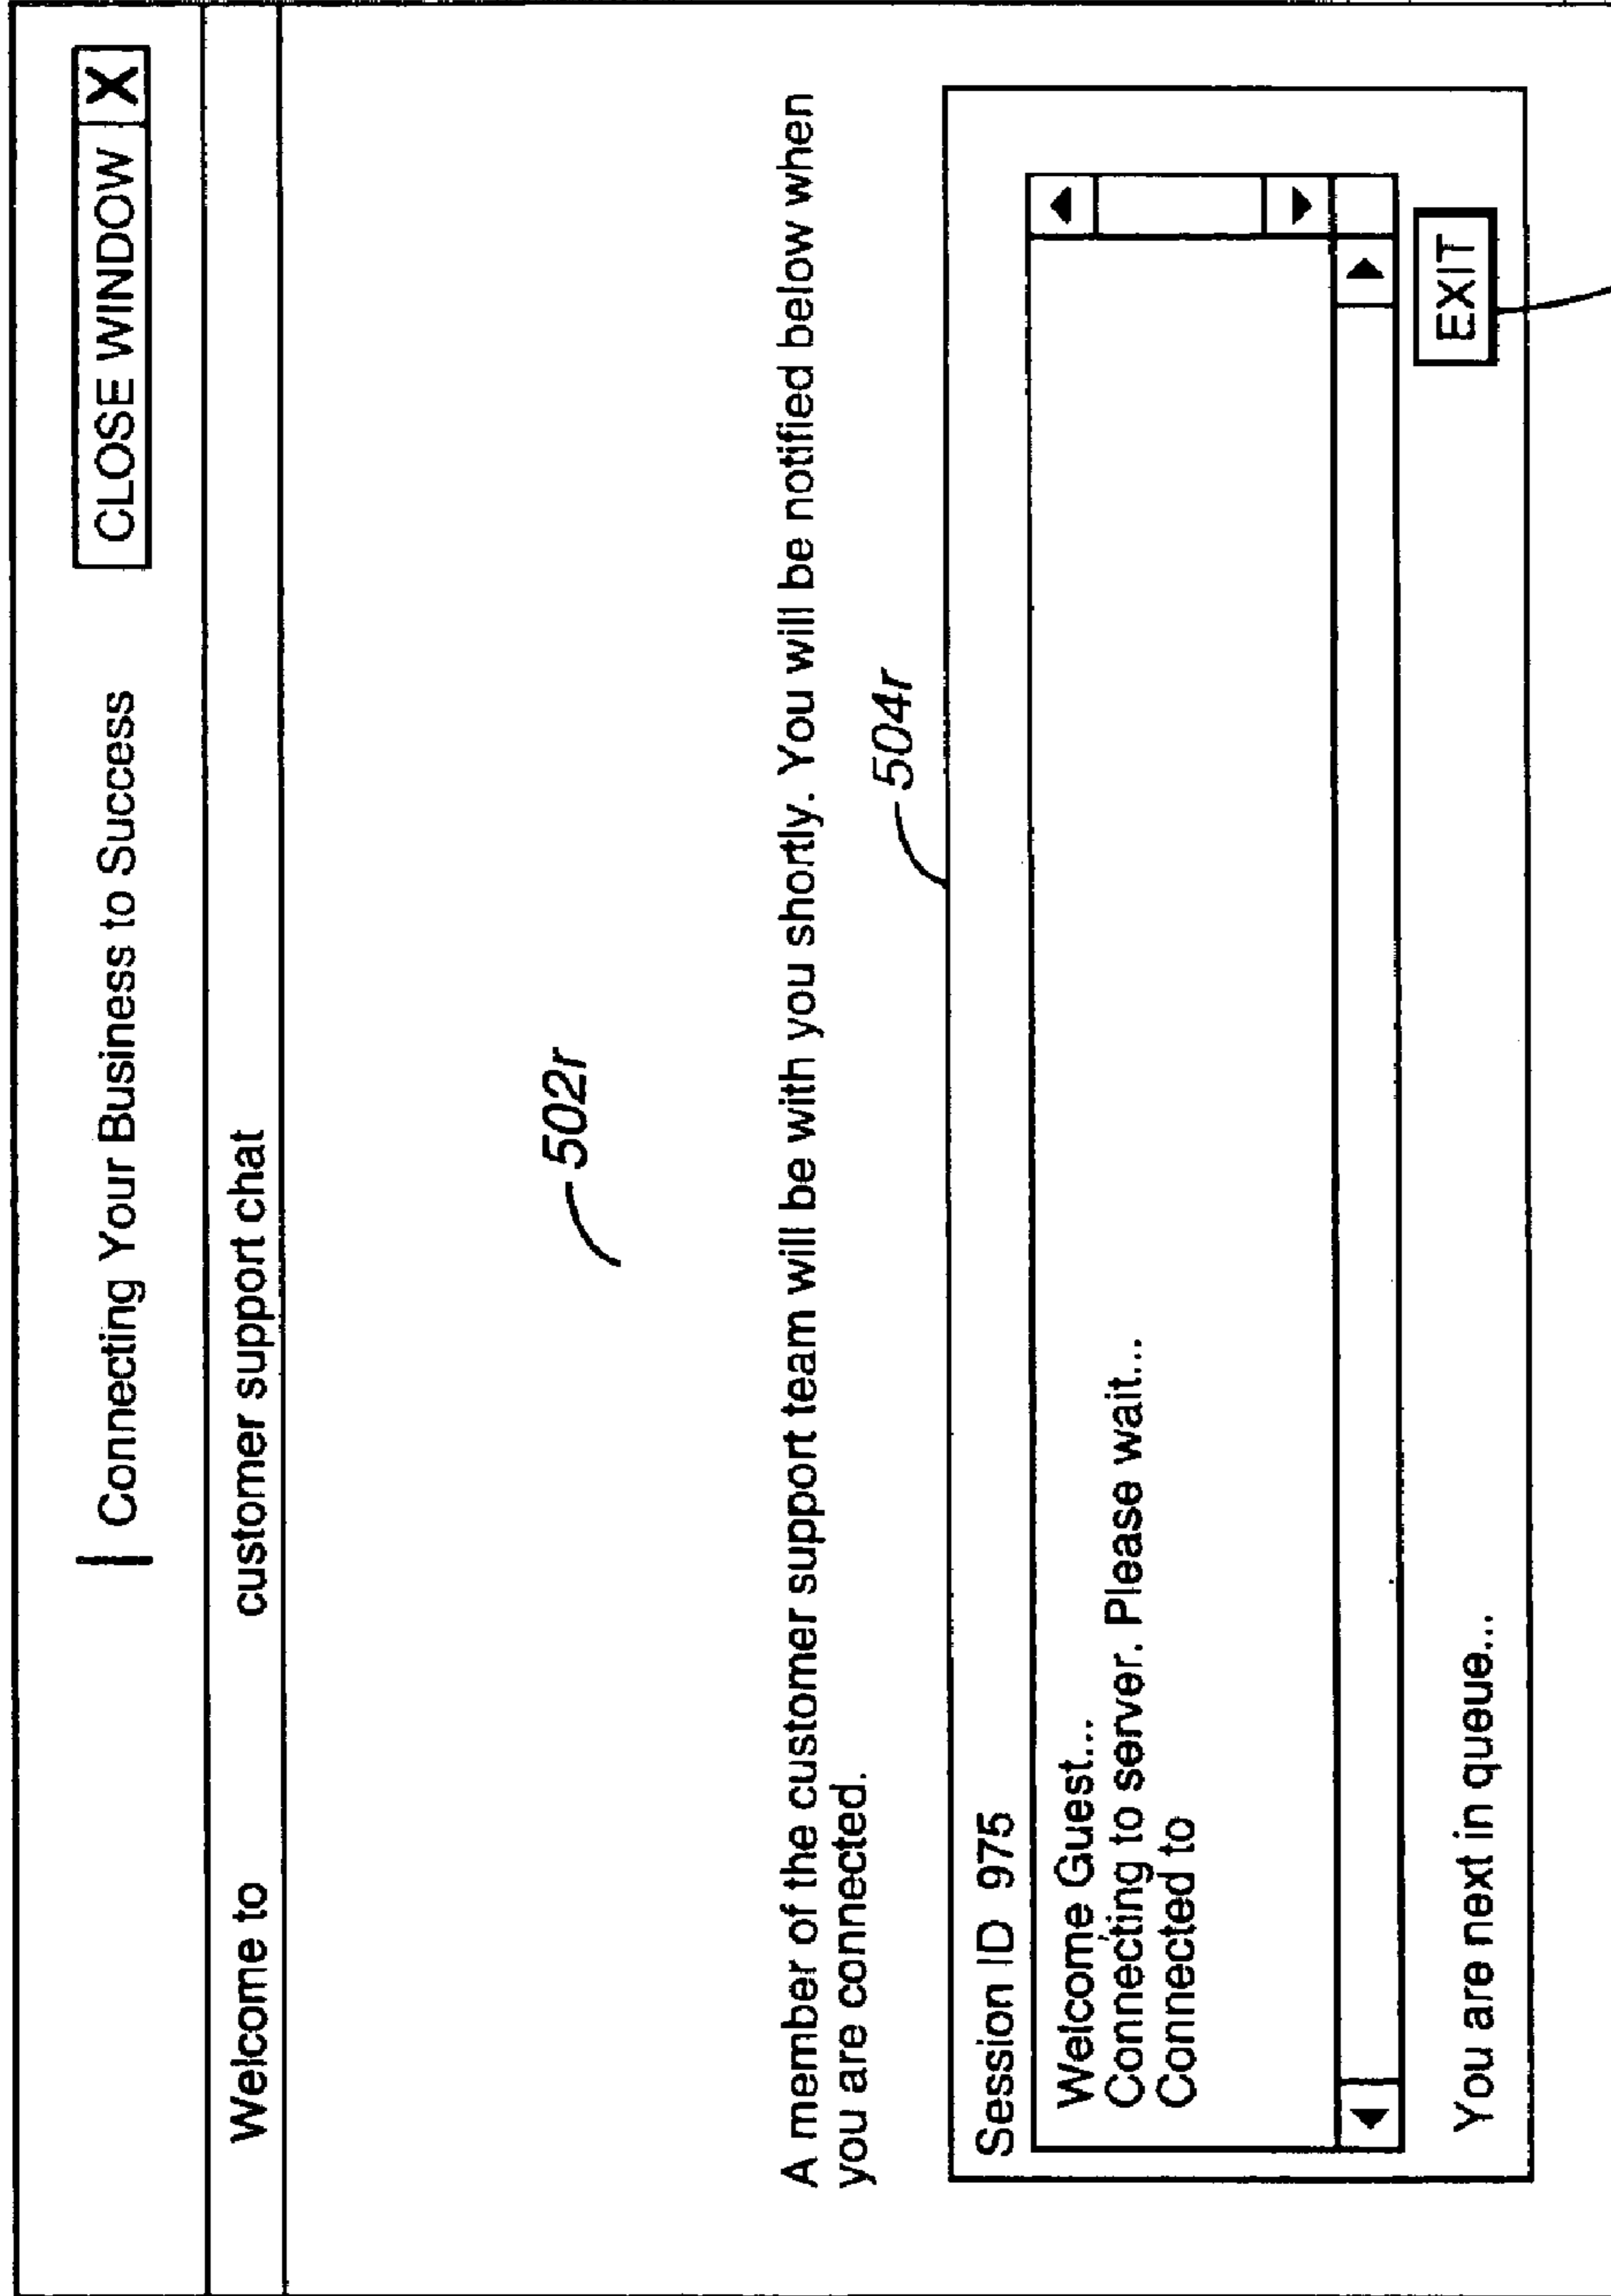 Connecting Your Business to Success CLOSE WINDOW X
Welcome to customer support chat
502r
A member of the customer support team will be with you shortly. You will be notified below when
you are connected.
504r
Session ID 975
Welcome Guest...
Connecting to server. Please wait...
Connected to
You are next in queue...
EXIT